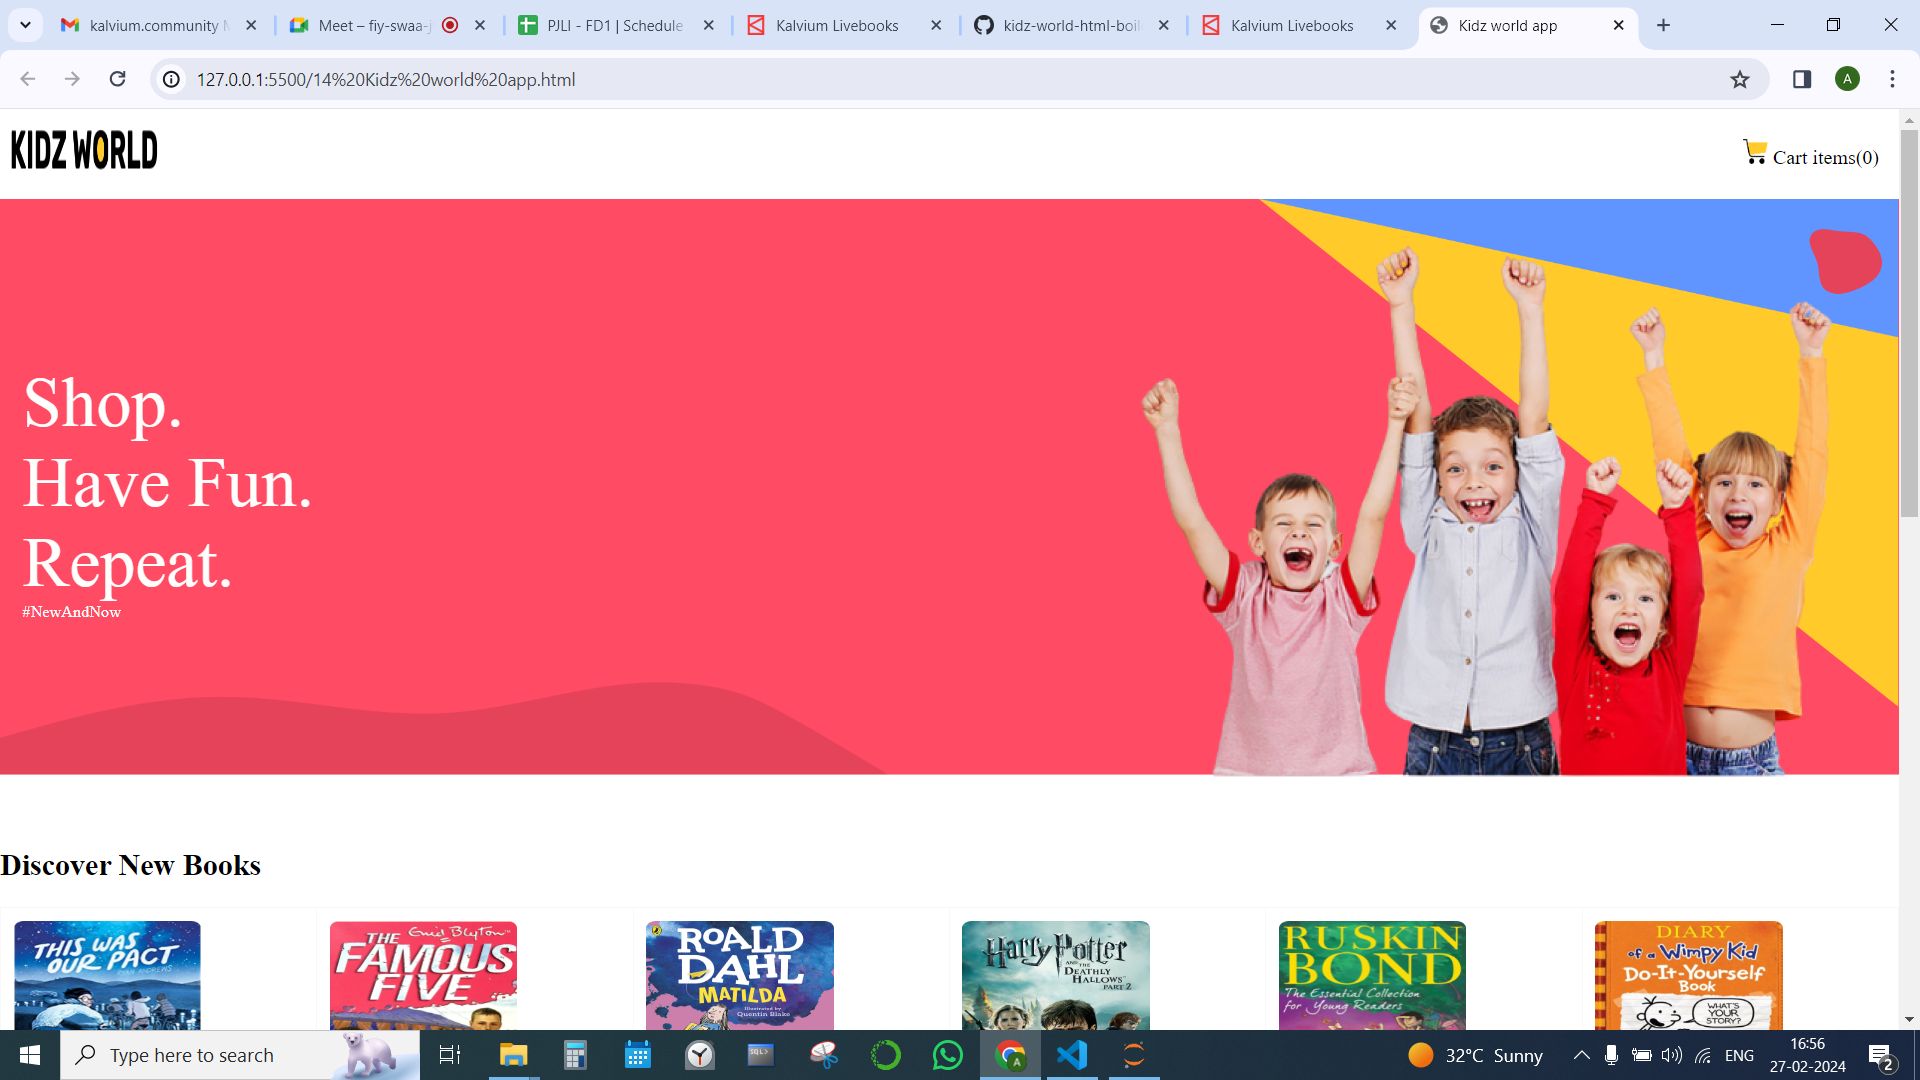 kalvium.community
Meet – fiy-swaa-j
PJLI - FD1 | Schedule
Kalvium Livebooks
kidz-world-html-boil
Kalvium Livebooks
Kidz world app
127.0.0.1:5500/14%20Kidz%20world%20app.html
A
KIDZ WORLD
Cart items(0)
Shop.
Have Fun.
Repeat.
#NewAndNow
Discover New Books
THIS WAS
OUR PACT
ANDREWS
THE Enid Blyton™
FAMOUS
FIVE
ROALD
DAHL
MATILDA
Illustrated by
Quentin Blake
Harry Potter
AND THE
DEATHLY
HALLOWS
PART 2
RUSKIN
BOND
The Essential Collection
for Young Readers
DIARY
of a Wimpy Kid
Do-It-Yourself
Book
WHAT'S
YOUR
STORY?
Type here to search
SQL>
A
32°C Sunny
ENG
16:56
27-02-2024
2